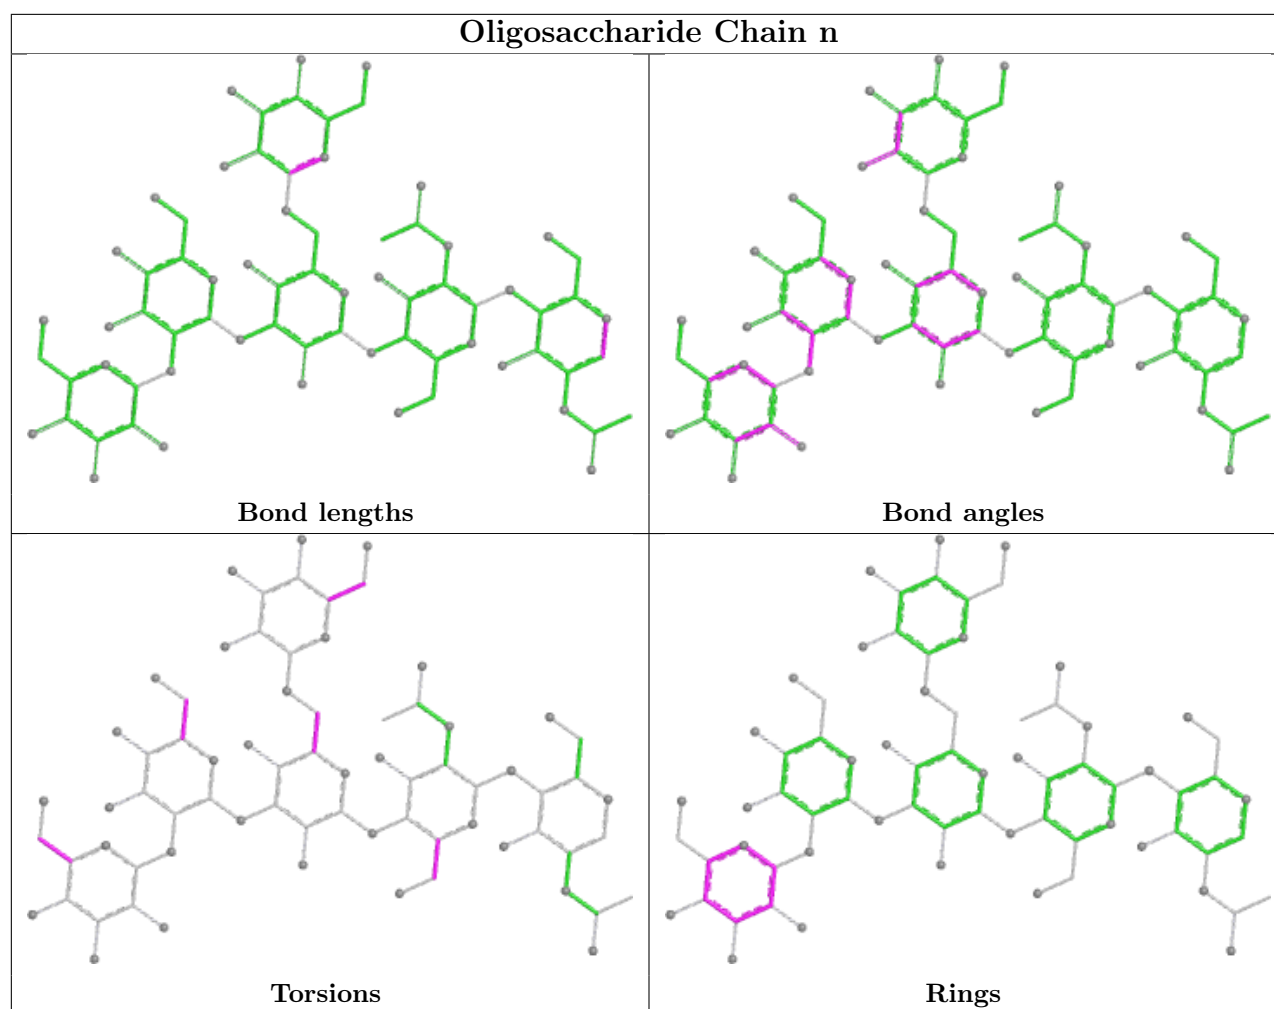 Oligosaccharide Chain n
Bond lengths
Bond angles
Torsions
Rings